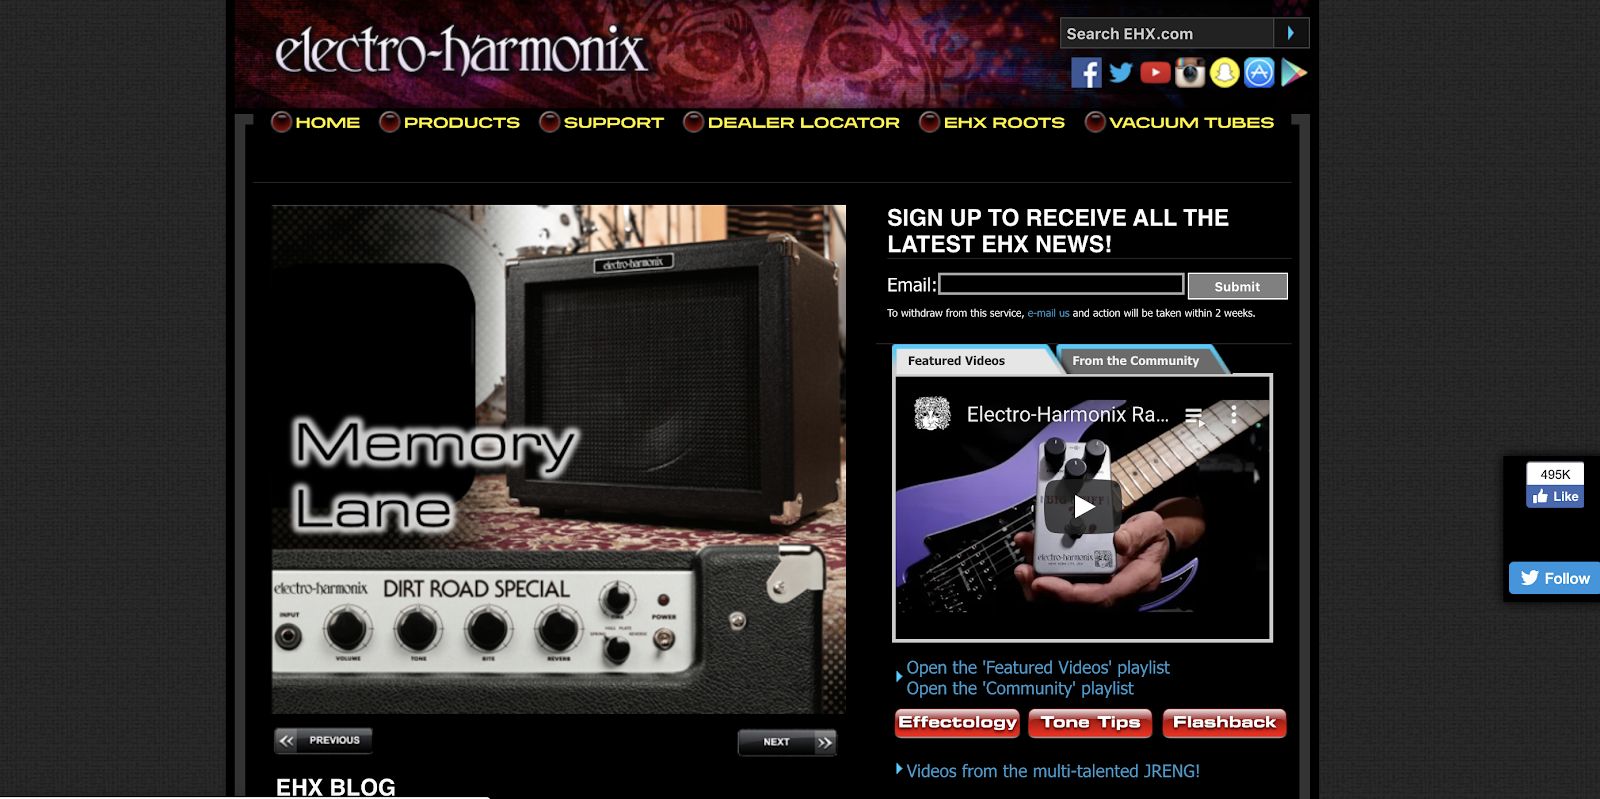 electro-harmonix
Search EHX.com
HOME
PRODUCTS
SUPPORT
DEALER LOCATOR
EHX ROOTS
VACUUM TUBES
electro-harmonix
Memory
Lane
electro-harmonix DIRT ROAD SPECIAL
INPUT
VOLUME
TONE
BITE
REVERB
HALL PLATE
SPRING
REVERSE
POWER
PREVIOUS
NEXT
EHX BLOG
SIGN UP TO RECEIVE ALL THE
LATEST EHX NEWS!
Email:
Submit
To withdraw from this service, e-mail us and action will be taken within 2 weeks.
Featured Videos
From the Community
Electro-Harmonix Ra...
electro-harmonix
NEW YORK CITY, USA
Open the 'Featured Videos' playlist
Open the 'Community' playlist
Effectology
Tone Tips
Flashback
Videos from the multi-talented JRENG!
495K
Like
Follow